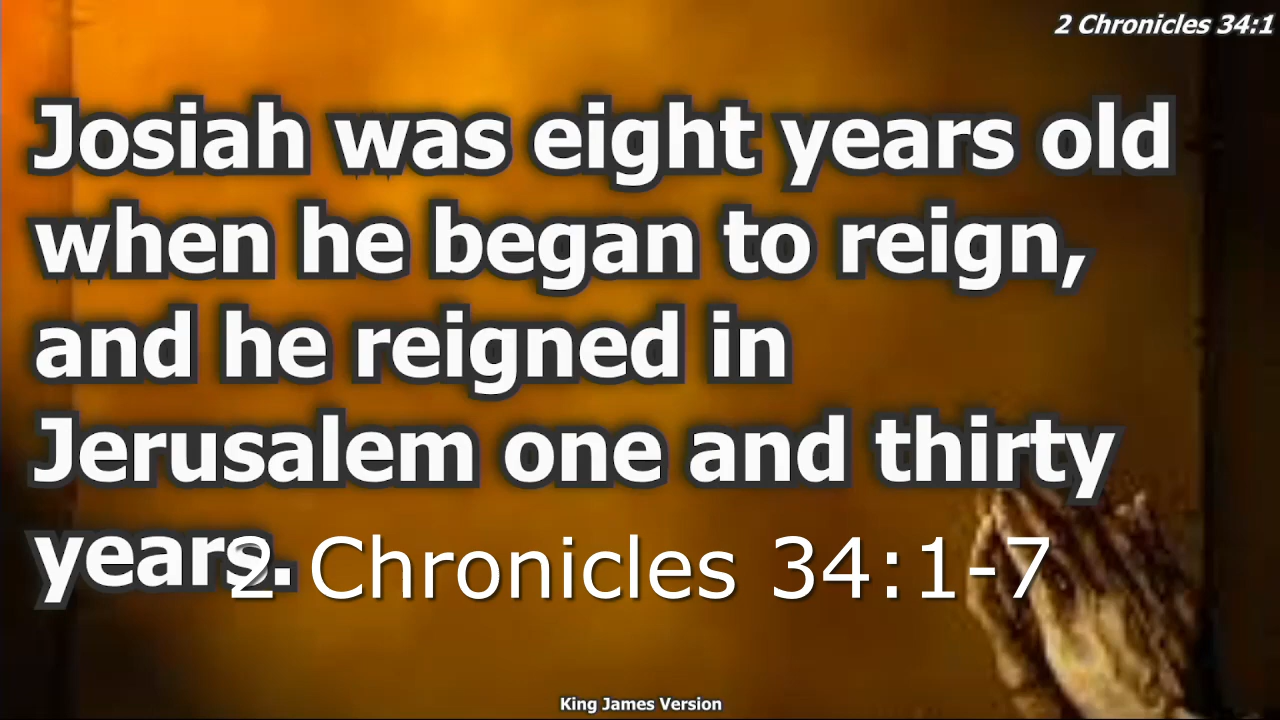 2 Chronicles 34:1
Josiah was eight years old
when he began to reign,
and he reigned in
Jerusalem one and thirty
years.
2 Chronicles 34:1-7
King James Version